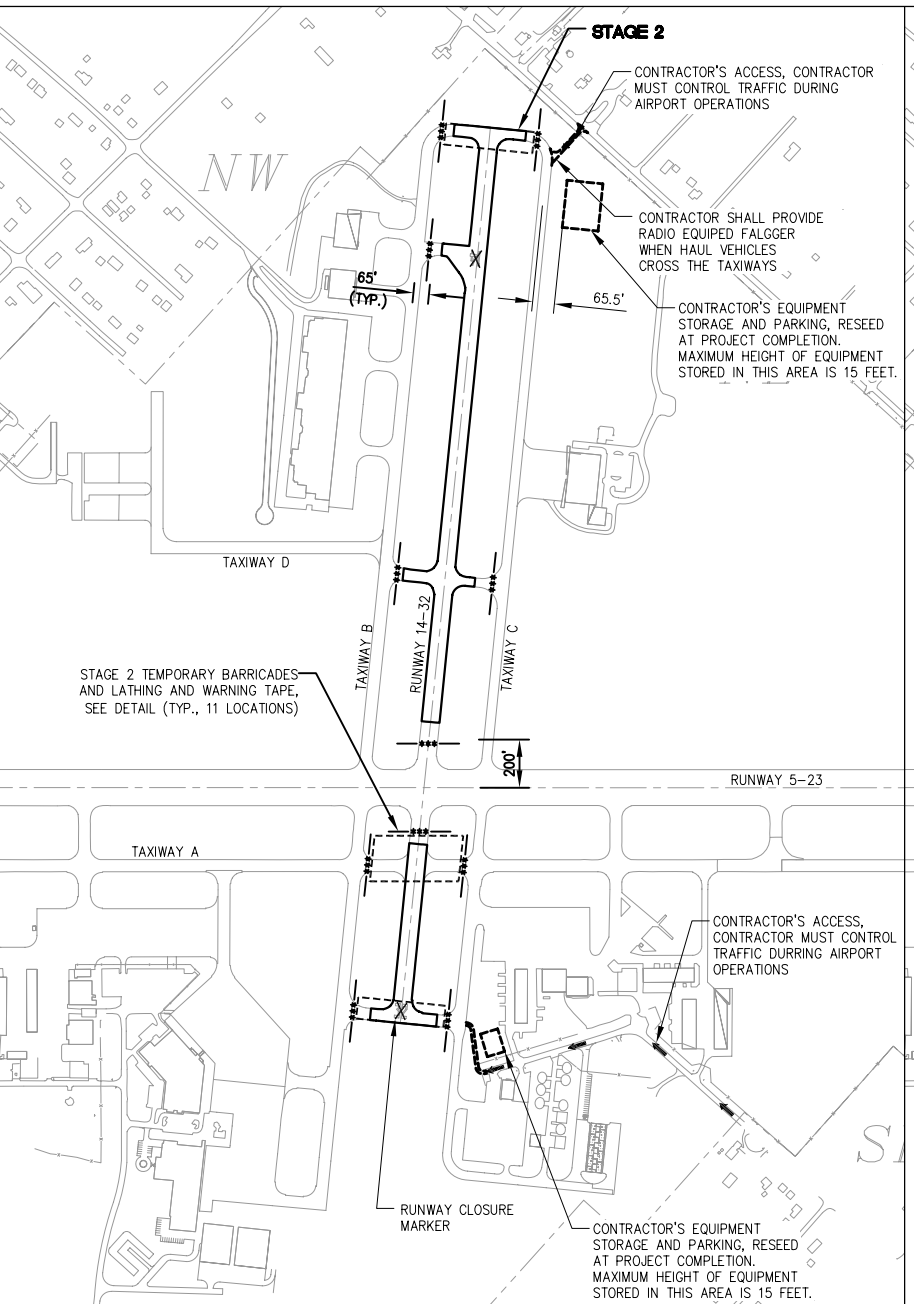 STAGE 2
CONTRACTOR'S ACCESS, CONTRACTOR
MUST CONTROL TRAFFIC DURING
AIRPORT OPERATIONS
NW
CONTRACTOR SHALL PROVIDE
RADIO EQUIPED FALGGER
WHEN HAUL VEHICLES
CROSS THE TAXIWAYS
65'
(TYP.)
65.5'
CONTRACTOR'S EQUIPMENT
STORAGE AND PARKING, RESEED
AT PROJECT COMPLETION.
MAXIMUM HEIGHT OF EQUIPMENT
STORED IN THIS AREA IS 15 FEET.
TAXIWAY D
TAXIWAY B
RUNWAY 14-32
TAXIWAY C
STAGE 2 TEMPORARY BARRICADES
AND LATHING AND WARNING TAPE,
SEE DETAIL (TYP., 11 LOCATIONS)
200'
RUNWAY 5-23
TAXIWAY A
CONTRACTOR'S ACCESS,
CONTRACTOR MUST CONTROL
TRAFFIC DURRING AIRPORT
OPERATIONS
RUNWAY CLOSURE
MARKER
CONTRACTOR'S EQUIPMENT
STORAGE AND PARKING, RESEED
AT PROJECT COMPLETION.
MAXIMUM HEIGHT OF EQUIPMENT
STORED IN THIS AREA IS 15 FEET.